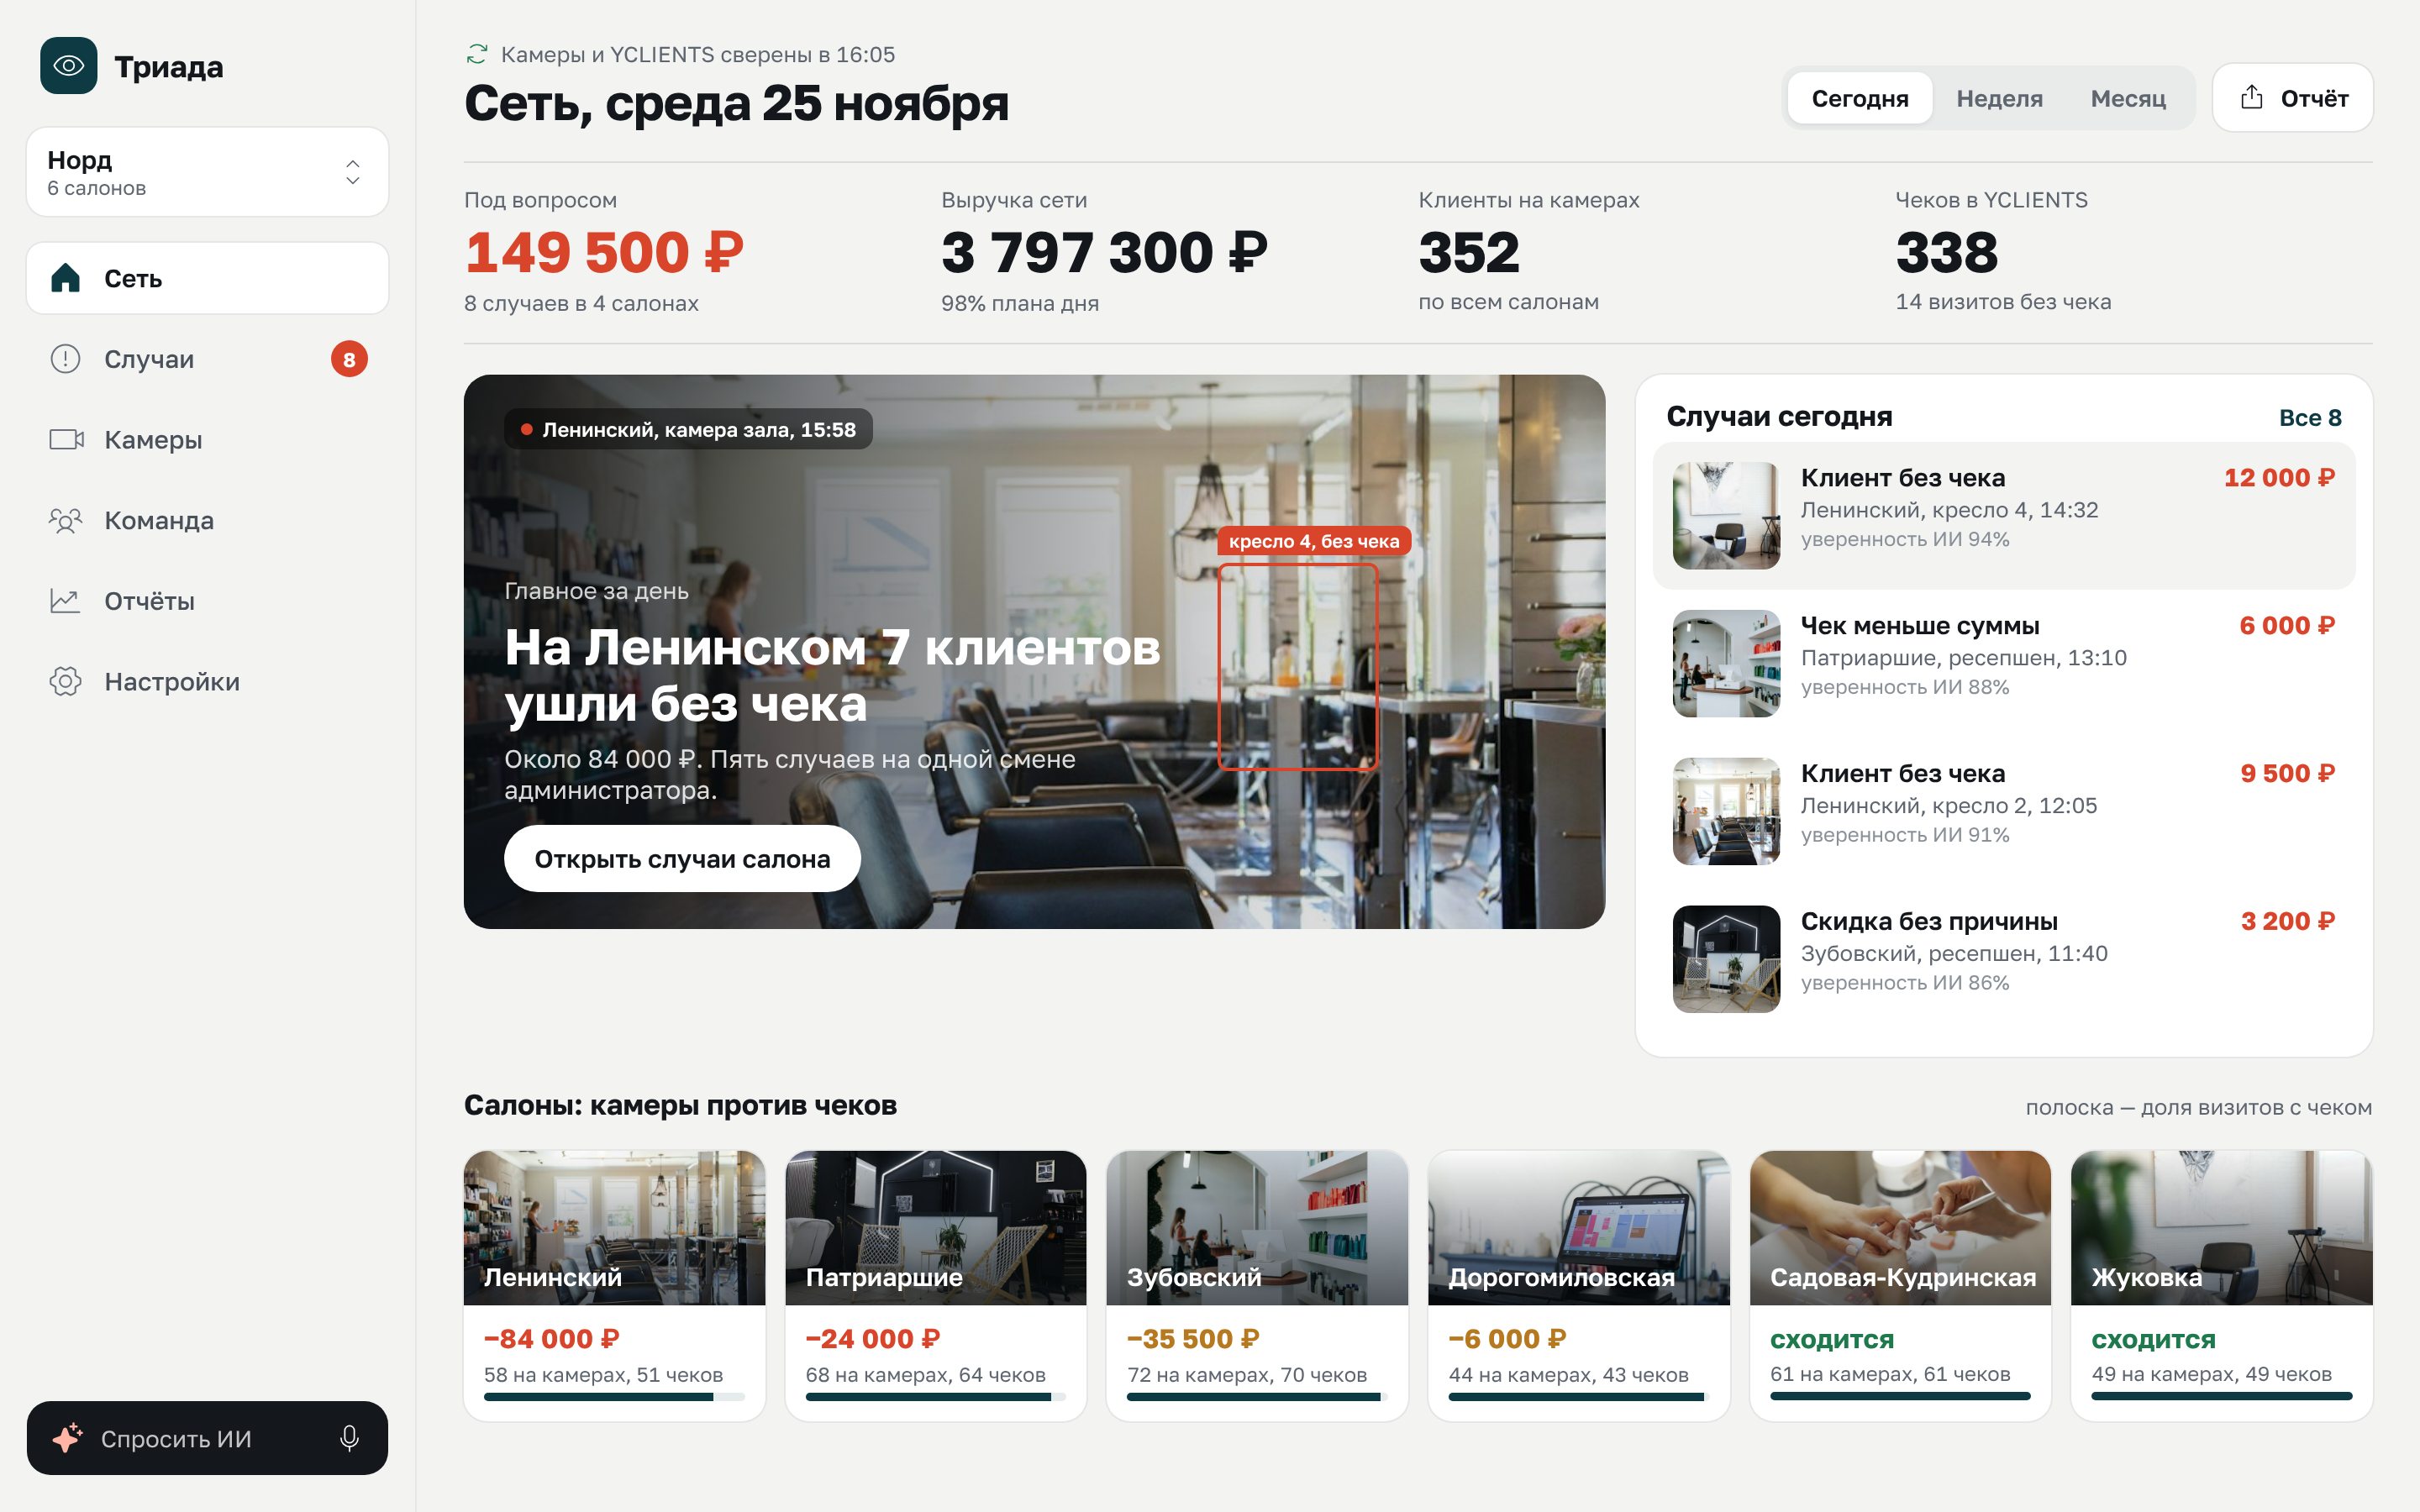 Триада
Норд
6 салонов
Сеть
Случаи
8
Камеры
Команда
Отчёты
Настройки
Спросить ИИ
Камеры и YCLIENTS сверены в 16:05
Сеть, среда 25 ноября
Сегодня
Неделя
Месяц
Отчёт
Под вопросом
149 500 ₽
8 случаев в 4 салонах
Выручка сети
3 797 300 ₽
98% плана дня
Клиенты на камерах
352
по всем салонам
Чеков в YCLIENTS
338
14 визитов без чека
Ленинский, камера зала, 15:58
кресло 4, без чека
Главное за день
На Ленинском 7 клиентов
ушли без чека
Около 84 000 ₽. Пять случаев на одной смене
администратора.
Открыть случаи салона
Случаи сегодня
Все 8
Клиент без чека
12 000 ₽
Ленинский, кресло 4, 14:32
уверенность ИИ 94%
Чек меньше суммы
6 000 ₽
Патриаршие, ресепшен, 13:10
уверенность ИИ 88%
Клиент без чека
9 500 ₽
Ленинский, кресло 2, 12:05
уверенность ИИ 91%
Скидка без причины
3 200 ₽
Зубовский, ресепшен, 11:40
уверенность ИИ 86%
Салоны: камеры против чеков
полоска — доля визитов с чеком
Ленинский
−84 000 ₽
58 на камерах, 51 чеков
Патриаршие
−24 000 ₽
68 на камерах, 64 чеков
Зубовский
−35 500 ₽
72 на камерах, 70 чеков
Дорогомиловская
−6 000 ₽
44 на камерах, 43 чеков
Садовая-Кудринская
сходится
61 на камерах, 61 чеков
Жуковка
сходится
49 на камерах, 49 чеков